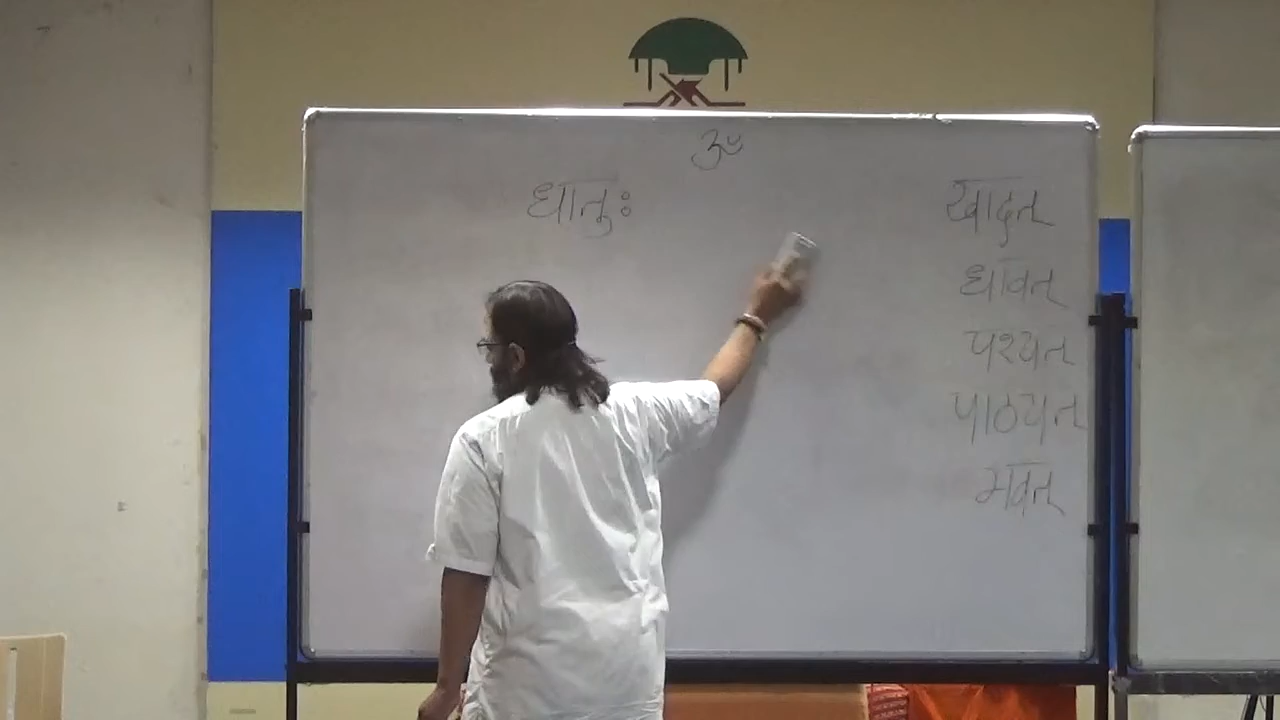 ॐ
धातुः
खादत्
धावत्
पश्यत्
पाठयत्
भवत्